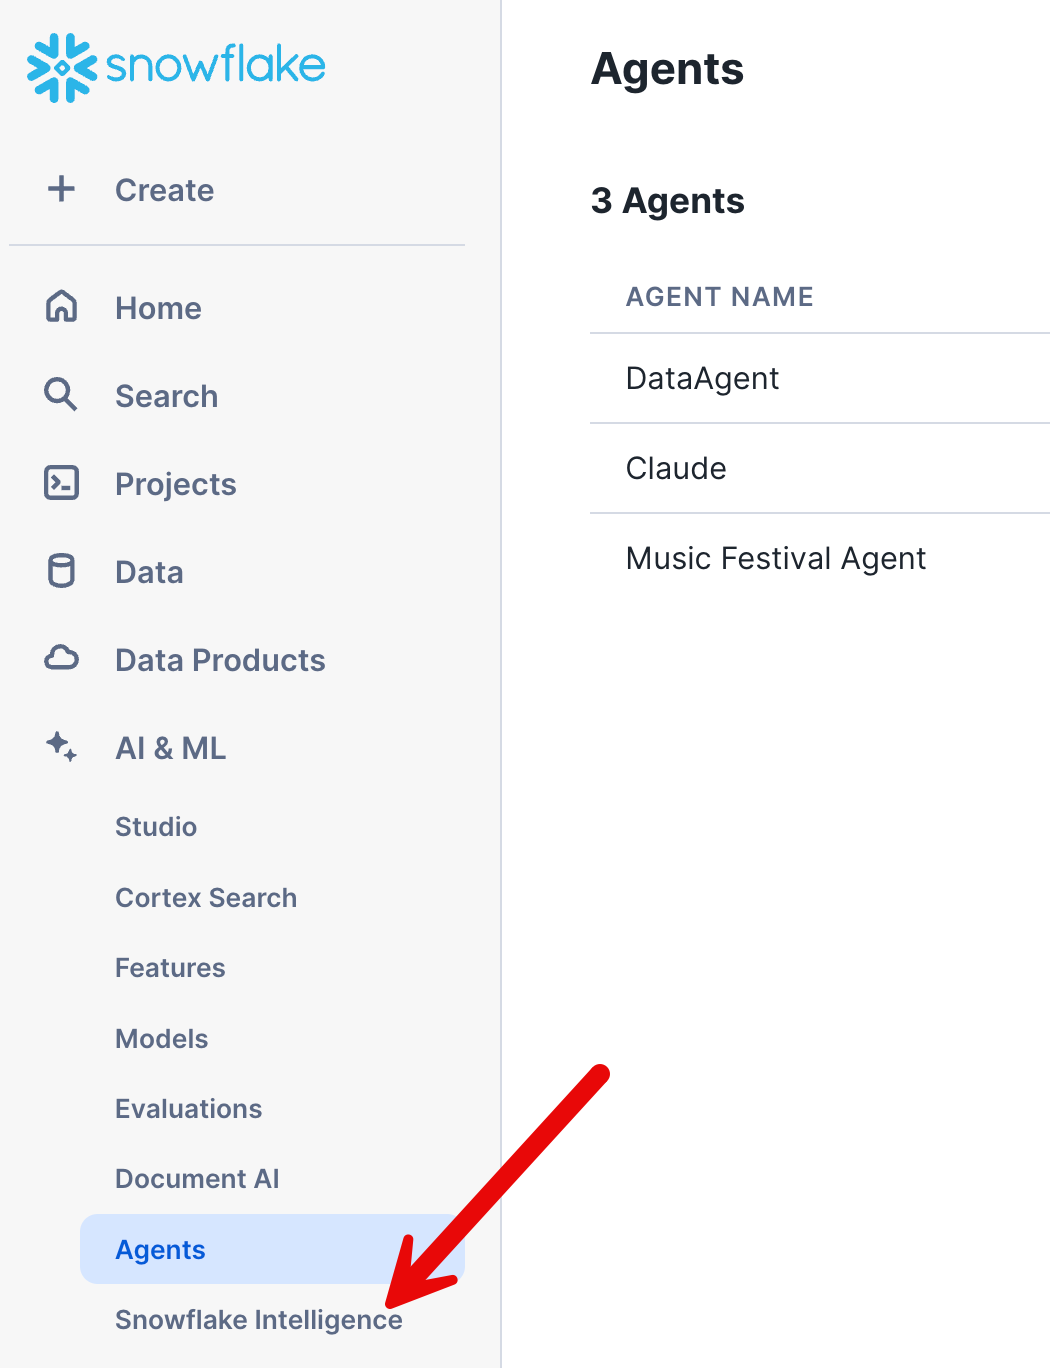 snowflake
Create
Home
Search
Projects
Data
Data Products
AI & ML
Studio
Cortex Search
Features
Models
Evaluations
Document AI
Agents
Snowflake Intelligence
Agents
3 Agents
AGENT NAME
DataAgent
Claude
Music Festival Agent